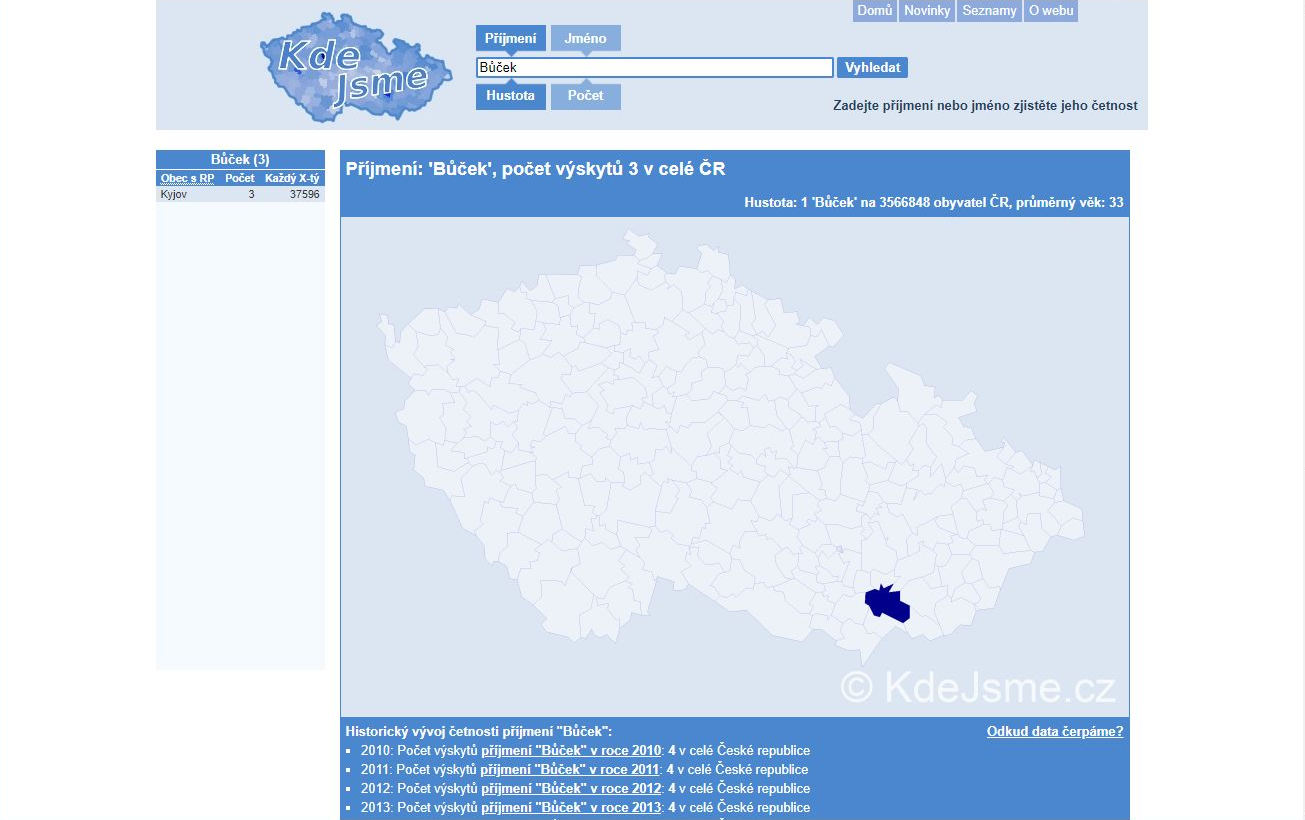 Domů Novinky Seznamy O webu
Kde
Jsme
Příjmení Jméno
Bůček Vyhledat
Hustota Počet
Zadejte příjmení nebo jméno zjistěte jeho četnost
Bůček (3)
Obec s RP Počet Každý X-tý
Kyjov 3 37596
Příjmení: 'Bůček', počet výskytů 3 v celé ČR
Hustota: 1 'Bůček' na 3566848 obyvatel ČR, průměrný věk: 33
© KdeJsme.cz
Historický vývoj četnosti příjmení "Bůček": Odkud data čerpáme?
2010: Počet výskytů příjmení "Bůček" v roce 2010: 4 v celé České republice
2011: Počet výskytů příjmení "Bůček" v roce 2011: 4 v celé České republice
2012: Počet výskytů příjmení "Bůček" v roce 2012: 4 v celé České republice
2013: Počet výskytů příjmení "Bůček" v roce 2013: 4 v celé České republice